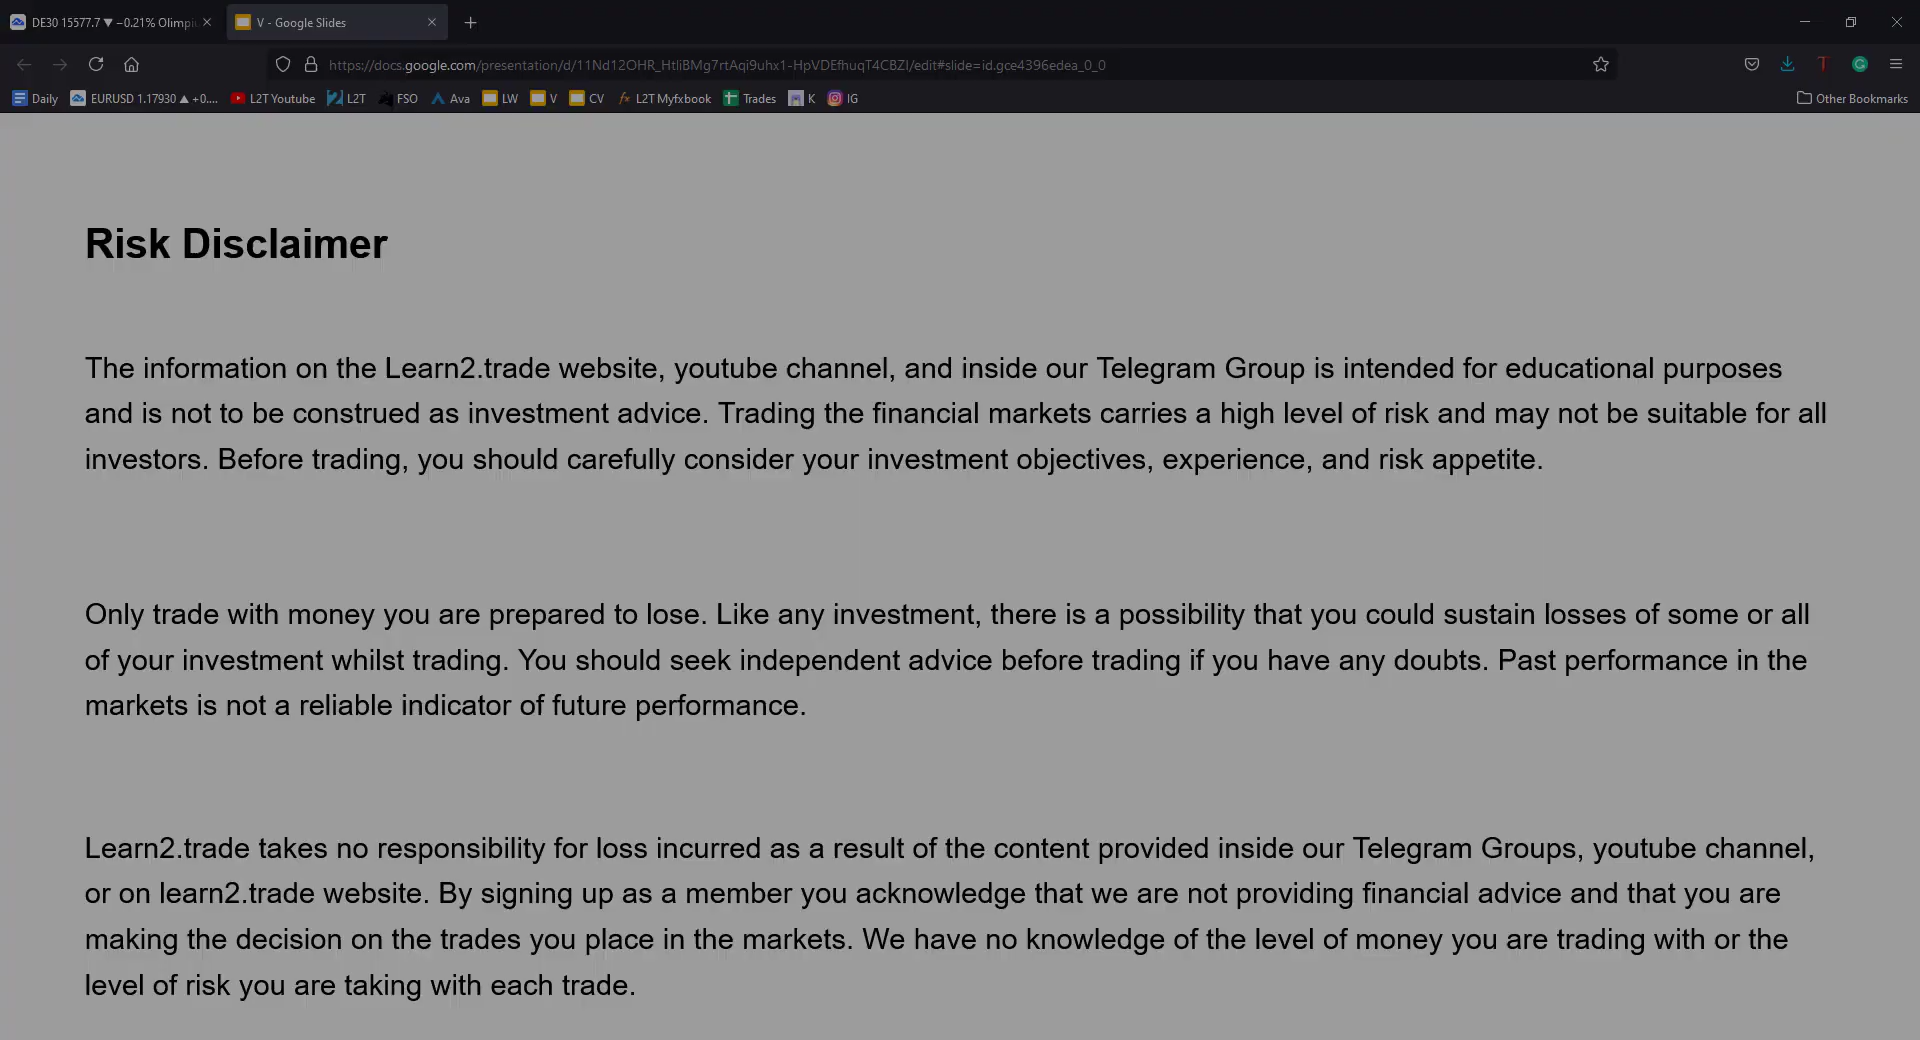 DE30 15577.7 ▼ −0.21% Olimpi
V - Google Slides
https://docs.google.com/presentation/d/11Nd12OHR_HtliBMg7rtAqi9uhx1-HpVDEfhuqT4CBZI/edit#slide=id.gce4396edea_0_0
Daily EURUSD 1.17930 ▲ +0.... L2T Youtube L2T FSO Ava LW V CV L2T Myfxbook Trades K IG Other Bookmarks
Risk Disclaimer
The information on the Learn2.trade website, youtube channel, and inside our Telegram Group is intended for educational purposes
and is not to be construed as investment advice. Trading the financial markets carries a high level of risk and may not be suitable for all
investors. Before trading, you should carefully consider your investment objectives, experience, and risk appetite.
Only trade with money you are prepared to lose. Like any investment, there is a possibility that you could sustain losses of some or all
of your investment whilst trading. You should seek independent advice before trading if you have any doubts. Past performance in the
markets is not a reliable indicator of future performance.
Learn2.trade takes no responsibility for loss incurred as a result of the content provided inside our Telegram Groups, youtube channel,
or on learn2.trade website. By signing up as a member you acknowledge that we are not providing financial advice and that you are
making the decision on the trades you place in the markets. We have no knowledge of the level of money you are trading with or the
level of risk you are taking with each trade.